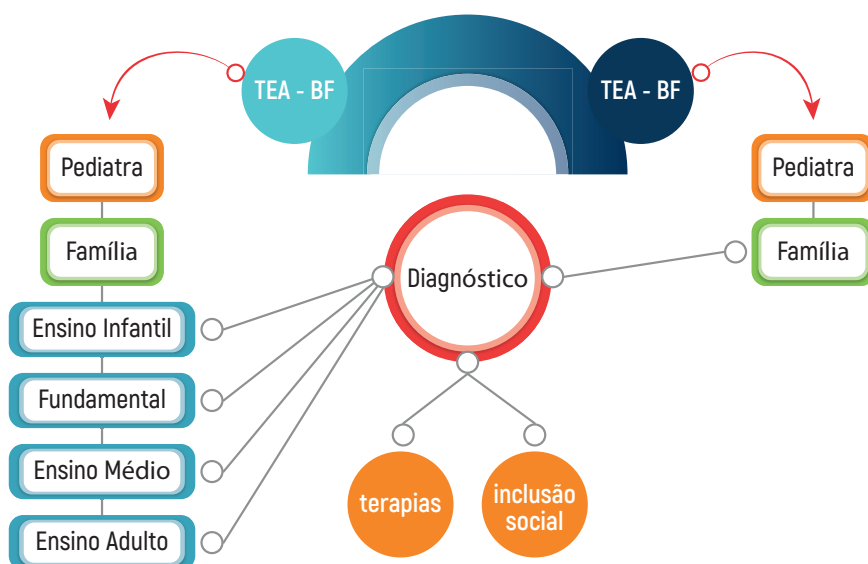 TEA - BF
TEA - BF
Pediatra
Família
Ensino Infantil
Fundamental
Ensino Médio
Ensino Adulto
Diagnóstico
terapias
inclusão
social
Pediatra
Família